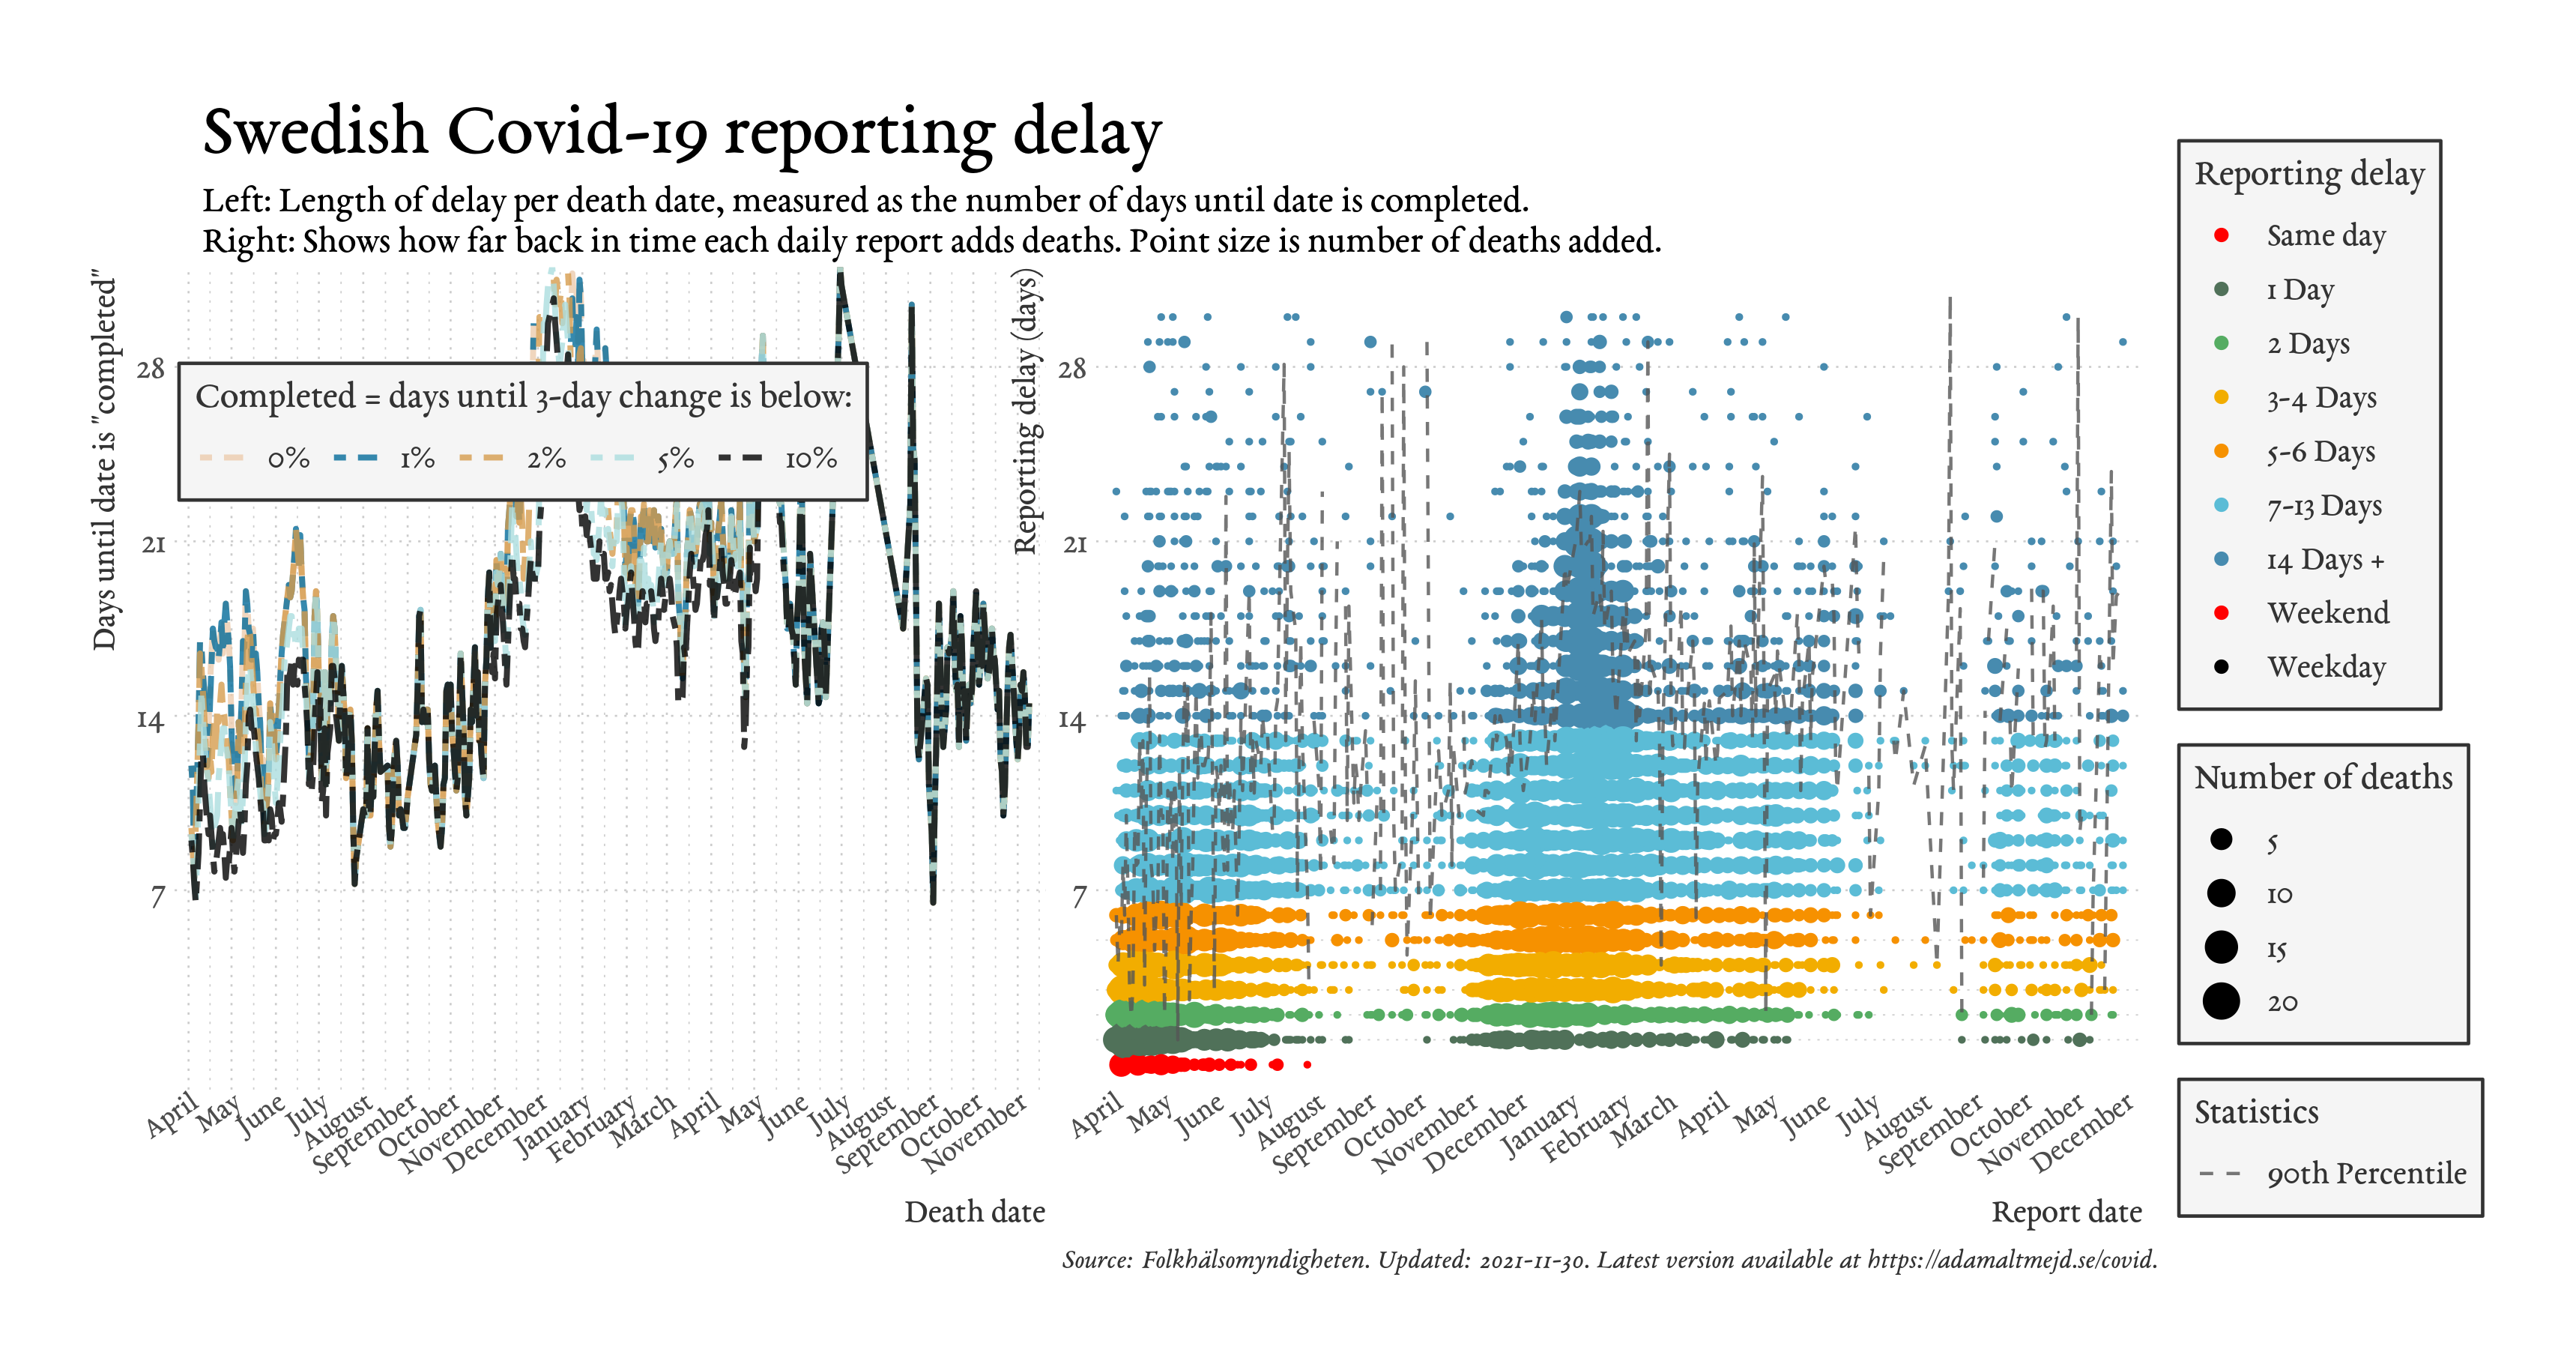 Swedish Covid-19 reporting delay
Left: Length of delay per death date, measured as the number of days until date is completed.
Right: Shows how far back in time each daily report adds deaths. Point size is number of deaths added.
Days until date is "completed"
28
21
14
7
Completed = days until 3-day change is below:
0% 1% 2% 5% 10%
April May June July August September October November December January February March April May June July August September October November
Death date
Reporting delay (days)
28
21
14
7
April May June July August September October November December January February March April May June July August September October November December
Report date
Reporting delay
Same day
1 Day
2 Days
3-4 Days
5-6 Days
7-13 Days
14 Days +
Weekend
Weekday
Number of deaths
5
10
15
20
Statistics
90th Percentile
Source: Folkhälsomyndigheten. Updated: 2021-11-30. Latest version available at https://adamaltmejd.se/covid.